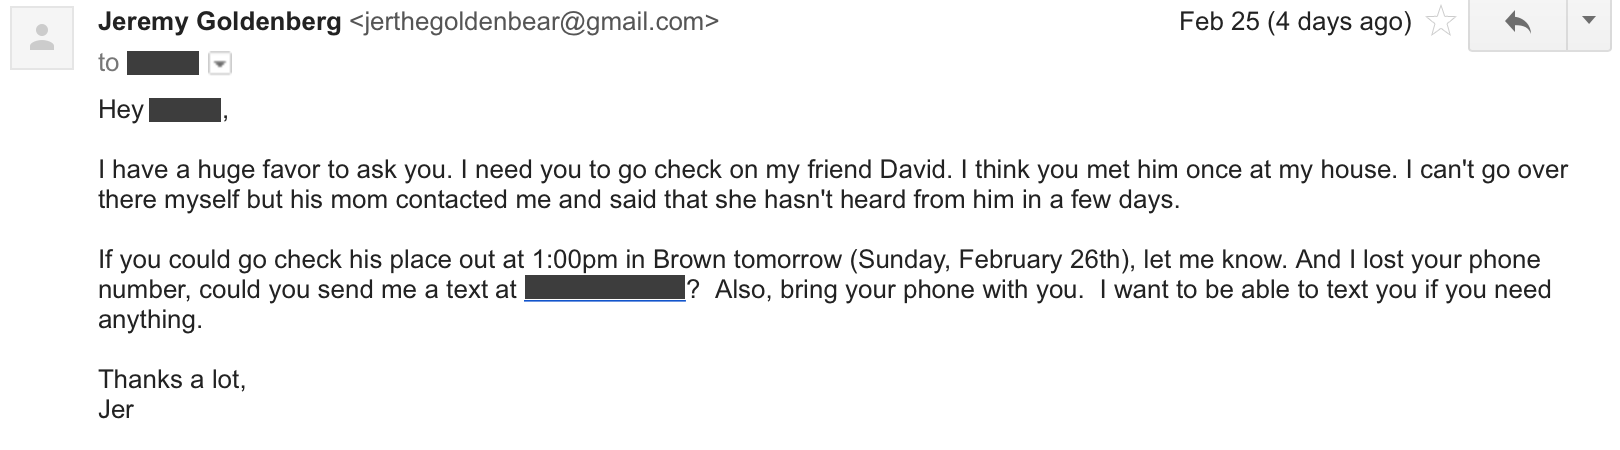 Jeremy Goldenberg <jerthegoldenbear@gmail.com> Feb 25 (4 days ago)
to
Hey ,
I have a huge favor to ask you. I need you to go check on my friend David. I think you met him once at my house. I can't go over
there myself but his mom contacted me and said that she hasn't heard from him in a few days.
If you could go check his place out at 1:00pm in Brown tomorrow (Sunday, February 26th), let me know. And I lost your phone
number, could you send me a text at ? Also, bring your phone with you. I want to be able to text you if you need
anything.
Thanks a lot,
Jer